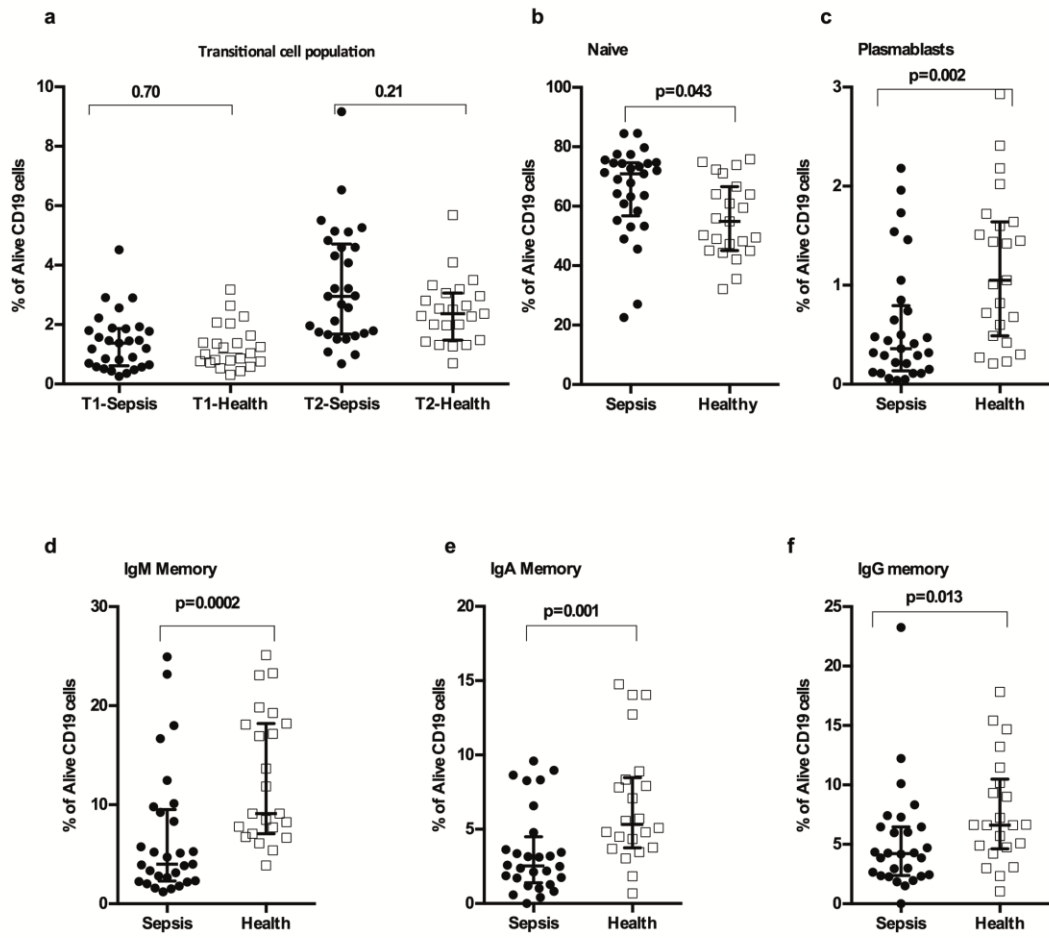 a
Transitional cell population
0.70
0.21
% of Alive CD19 cells
10
8
6
4
2
0
T1-Sepsis
T1-Health
T2-Sepsis
T2-Health
b
Naive
p=0.043
% of Alive CD19 cells
100
80
60
40
20
0
Sepsis
Healthy
c
Plasmablasts
p=0.002
% of Alive CD19 cells
3
2
1
0
Sepsis
Health
d
IgM Memory
p=0.0002
% of Alive CD19 cells
30
20
10
0
Sepsis
Health
e
IgA Memory
p=0.001
% of Alive CD19 cells
20
15
10
5
0
Sepsis
Health
f
IgG memory
p=0.013
% of Alive CD19 cells
25
20
15
10
5
0
Sepsis
Health